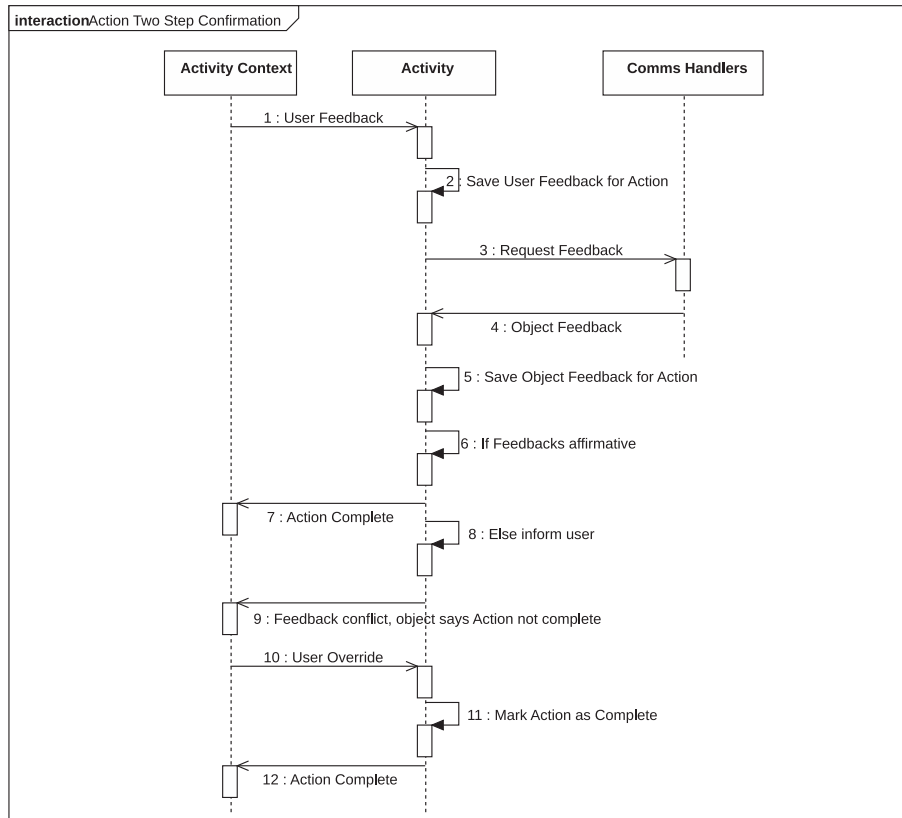 interaction Action Two Step Confirmation
Activity Context
Activity
Comms Handlers
1 : User Feedback
2 : Save User Feedback for Action
3 : Request Feedback
4 : Object Feedback
5 : Save Object Feedback for Action
6 : If Feedbacks affirmative
7 : Action Complete
8 : Else inform user
9 : Feedback conflict, object says Action not complete
10 : User Override
11 : Mark Action as Complete
12 : Action Complete